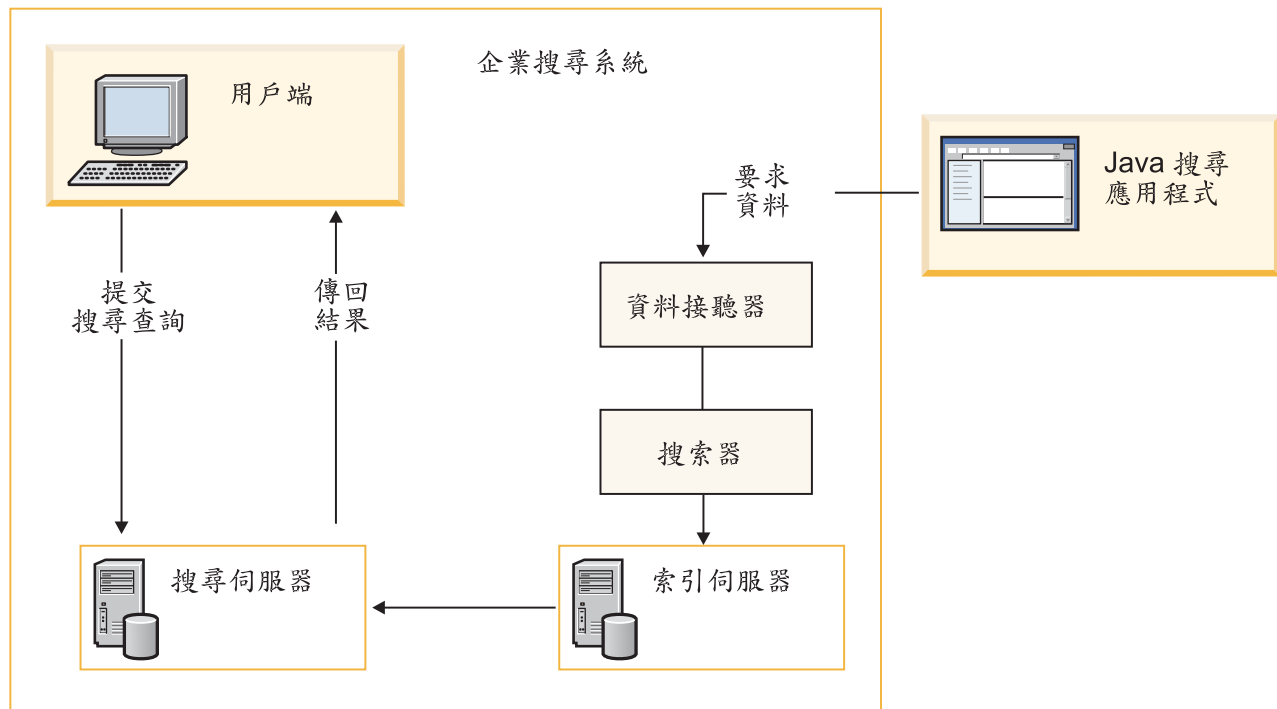 企業搜尋系統
用戶端
Java 搜尋
應用程式
要求
資料
提交
搜尋查詢
傳回
結果
資料接聽器
搜索器
搜尋伺服器
索引伺服器